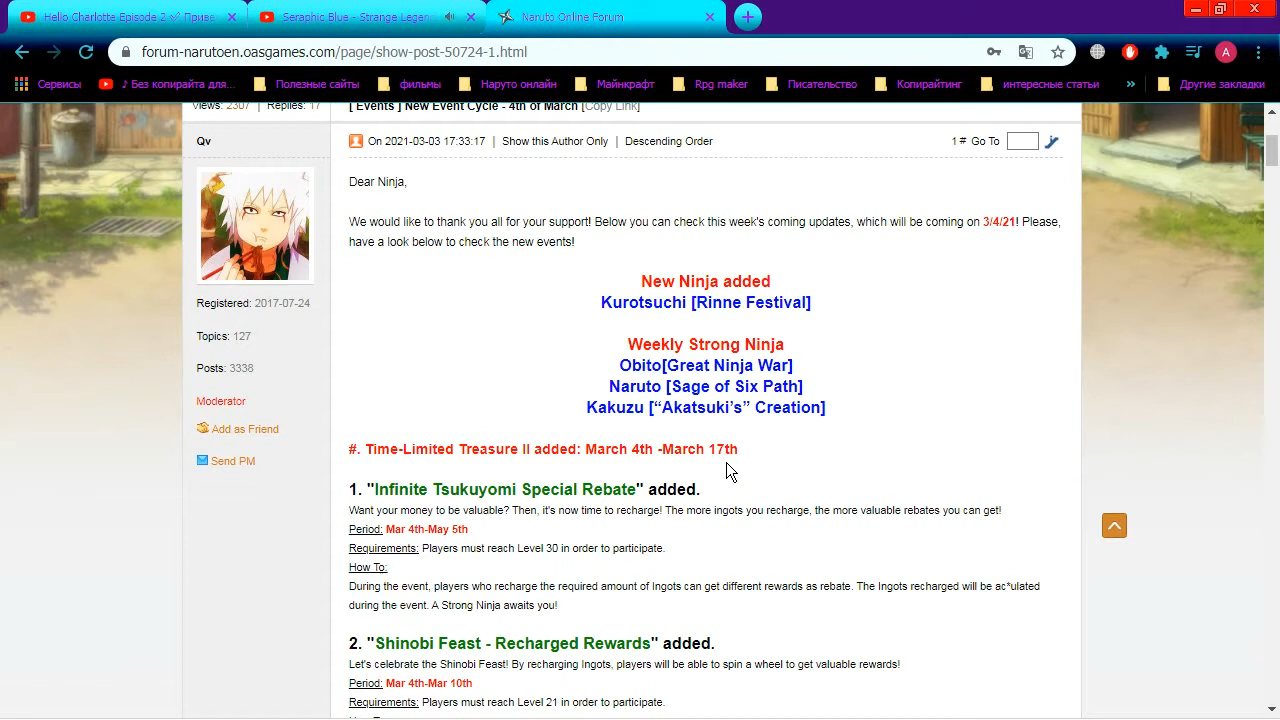 Hello Charlotte Episode 2 ✅ Приве
Seraphic Blue - Strange Legen
Naruto Online Forum
forum-narutoen.oasgames.com/page/show-post-50724-1.html
A
Сервисы
♪ Без копирайта для...
Полезные сайты
фильмы
Наруто онлайн
Майнкрафт
Rpg maker
Писательство
Копирайтинг
интересные статьи
»
Другие закладки
Views: 2307 | Replies: 17
[ Events ] New Event Cycle - 4th of March [Copy Link]
Qv
On 2021-03-03 17:33:17 | Show this Author Only | Descending Order
1 # Go To
Registered: 2017-07-24
Topics: 127
Posts: 3338
Moderator
Add as Friend
Send PM
Dear Ninja,
We would like to thank you all for your support! Below you can check this week's coming updates, which will be coming on 3/4/21! Please,
have a look below to check the new events!
New Ninja added
Kurotsuchi [Rinne Festival]
Weekly Strong Ninja
Obito[Great Ninja War]
Naruto [Sage of Six Path]
Kakuzu [“Akatsuki’s” Creation]
#. Time-Limited Treasure II added: March 4th -March 17th
1. "Infinite Tsukuyomi Special Rebate" added.
Want your money to be valuable? Then, it's now time to recharge! The more ingots you recharge, the more valuable rebates you can get!
Period: Mar 4th-May 5th
Requirements: Players must reach Level 30 in order to participate.
How To:
During the event, players who recharge the required amount of Ingots can get different rewards as rebate. The Ingots recharged will be ac*ulated
during the event. A Strong Ninja awaits you!
2. "Shinobi Feast - Recharged Rewards" added.
Let's celebrate the Shinobi Feast! By recharging Ingots, players will be able to spin a wheel to get valuable rewards!
Period: Mar 4th-Mar 10th
Requirements: Players must reach Level 21 in order to participate.